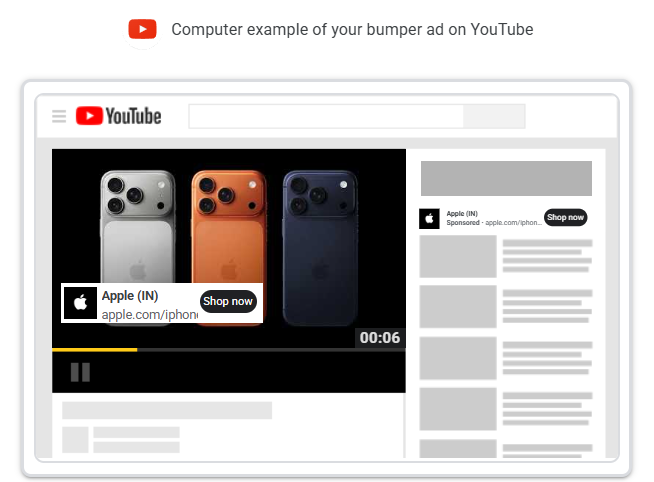 Computer example of your bumper ad on YouTube
YouTube
Apple (IN)
Shop now
apple.com/iphon
00:06
Apple (IN)
Sponsored · apple.com/iphon...
Shop now